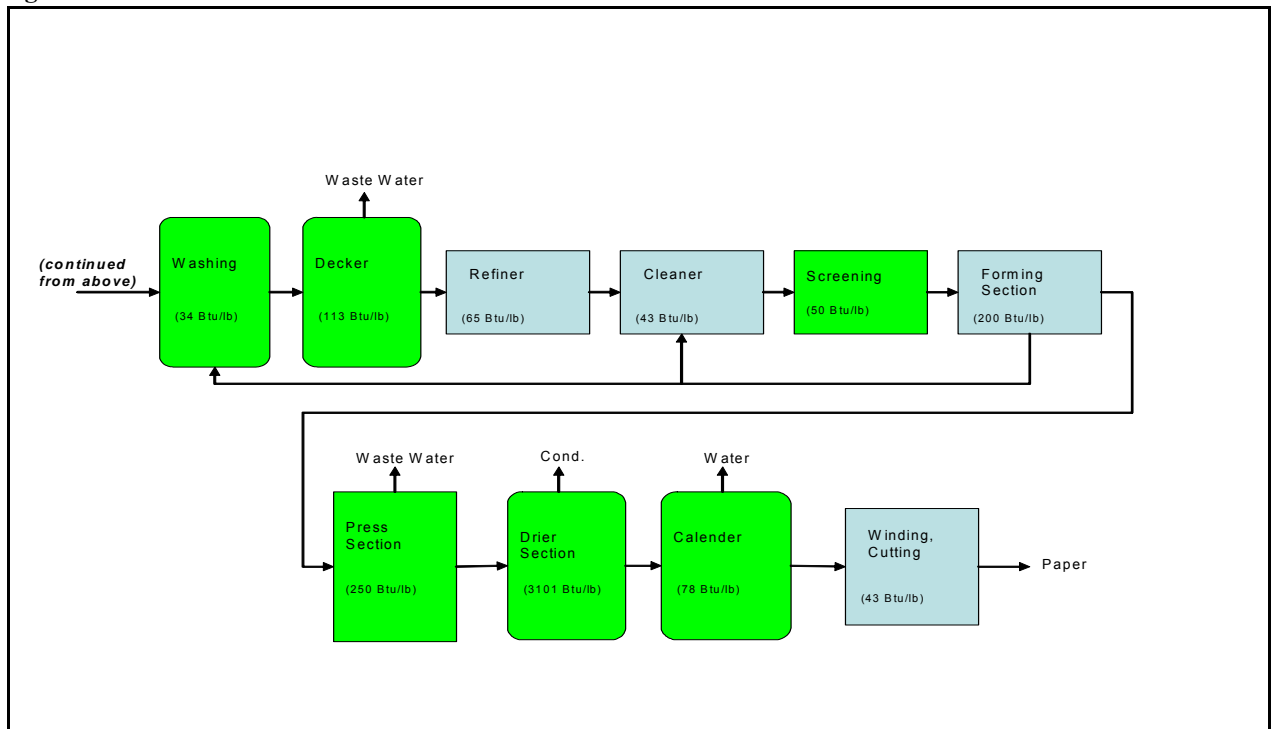 Waste Water
(continued
from above)
Washing
(34 Btu/lb)
Decker
(113 Btu/lb)
Refiner
(65 Btu/lb)
Cleaner
(43 Btu/lb)
Screening
(50 Btu/lb)
Forming
Section
(200 Btu/lb)
Waste Water
Cond.
Water
Press
Section
(250 Btu/lb)
Drier
Section
(3101 Btu/lb)
Calender
(78 Btu/lb)
Winding,
Cutting
(43 Btu/lb)
Paper